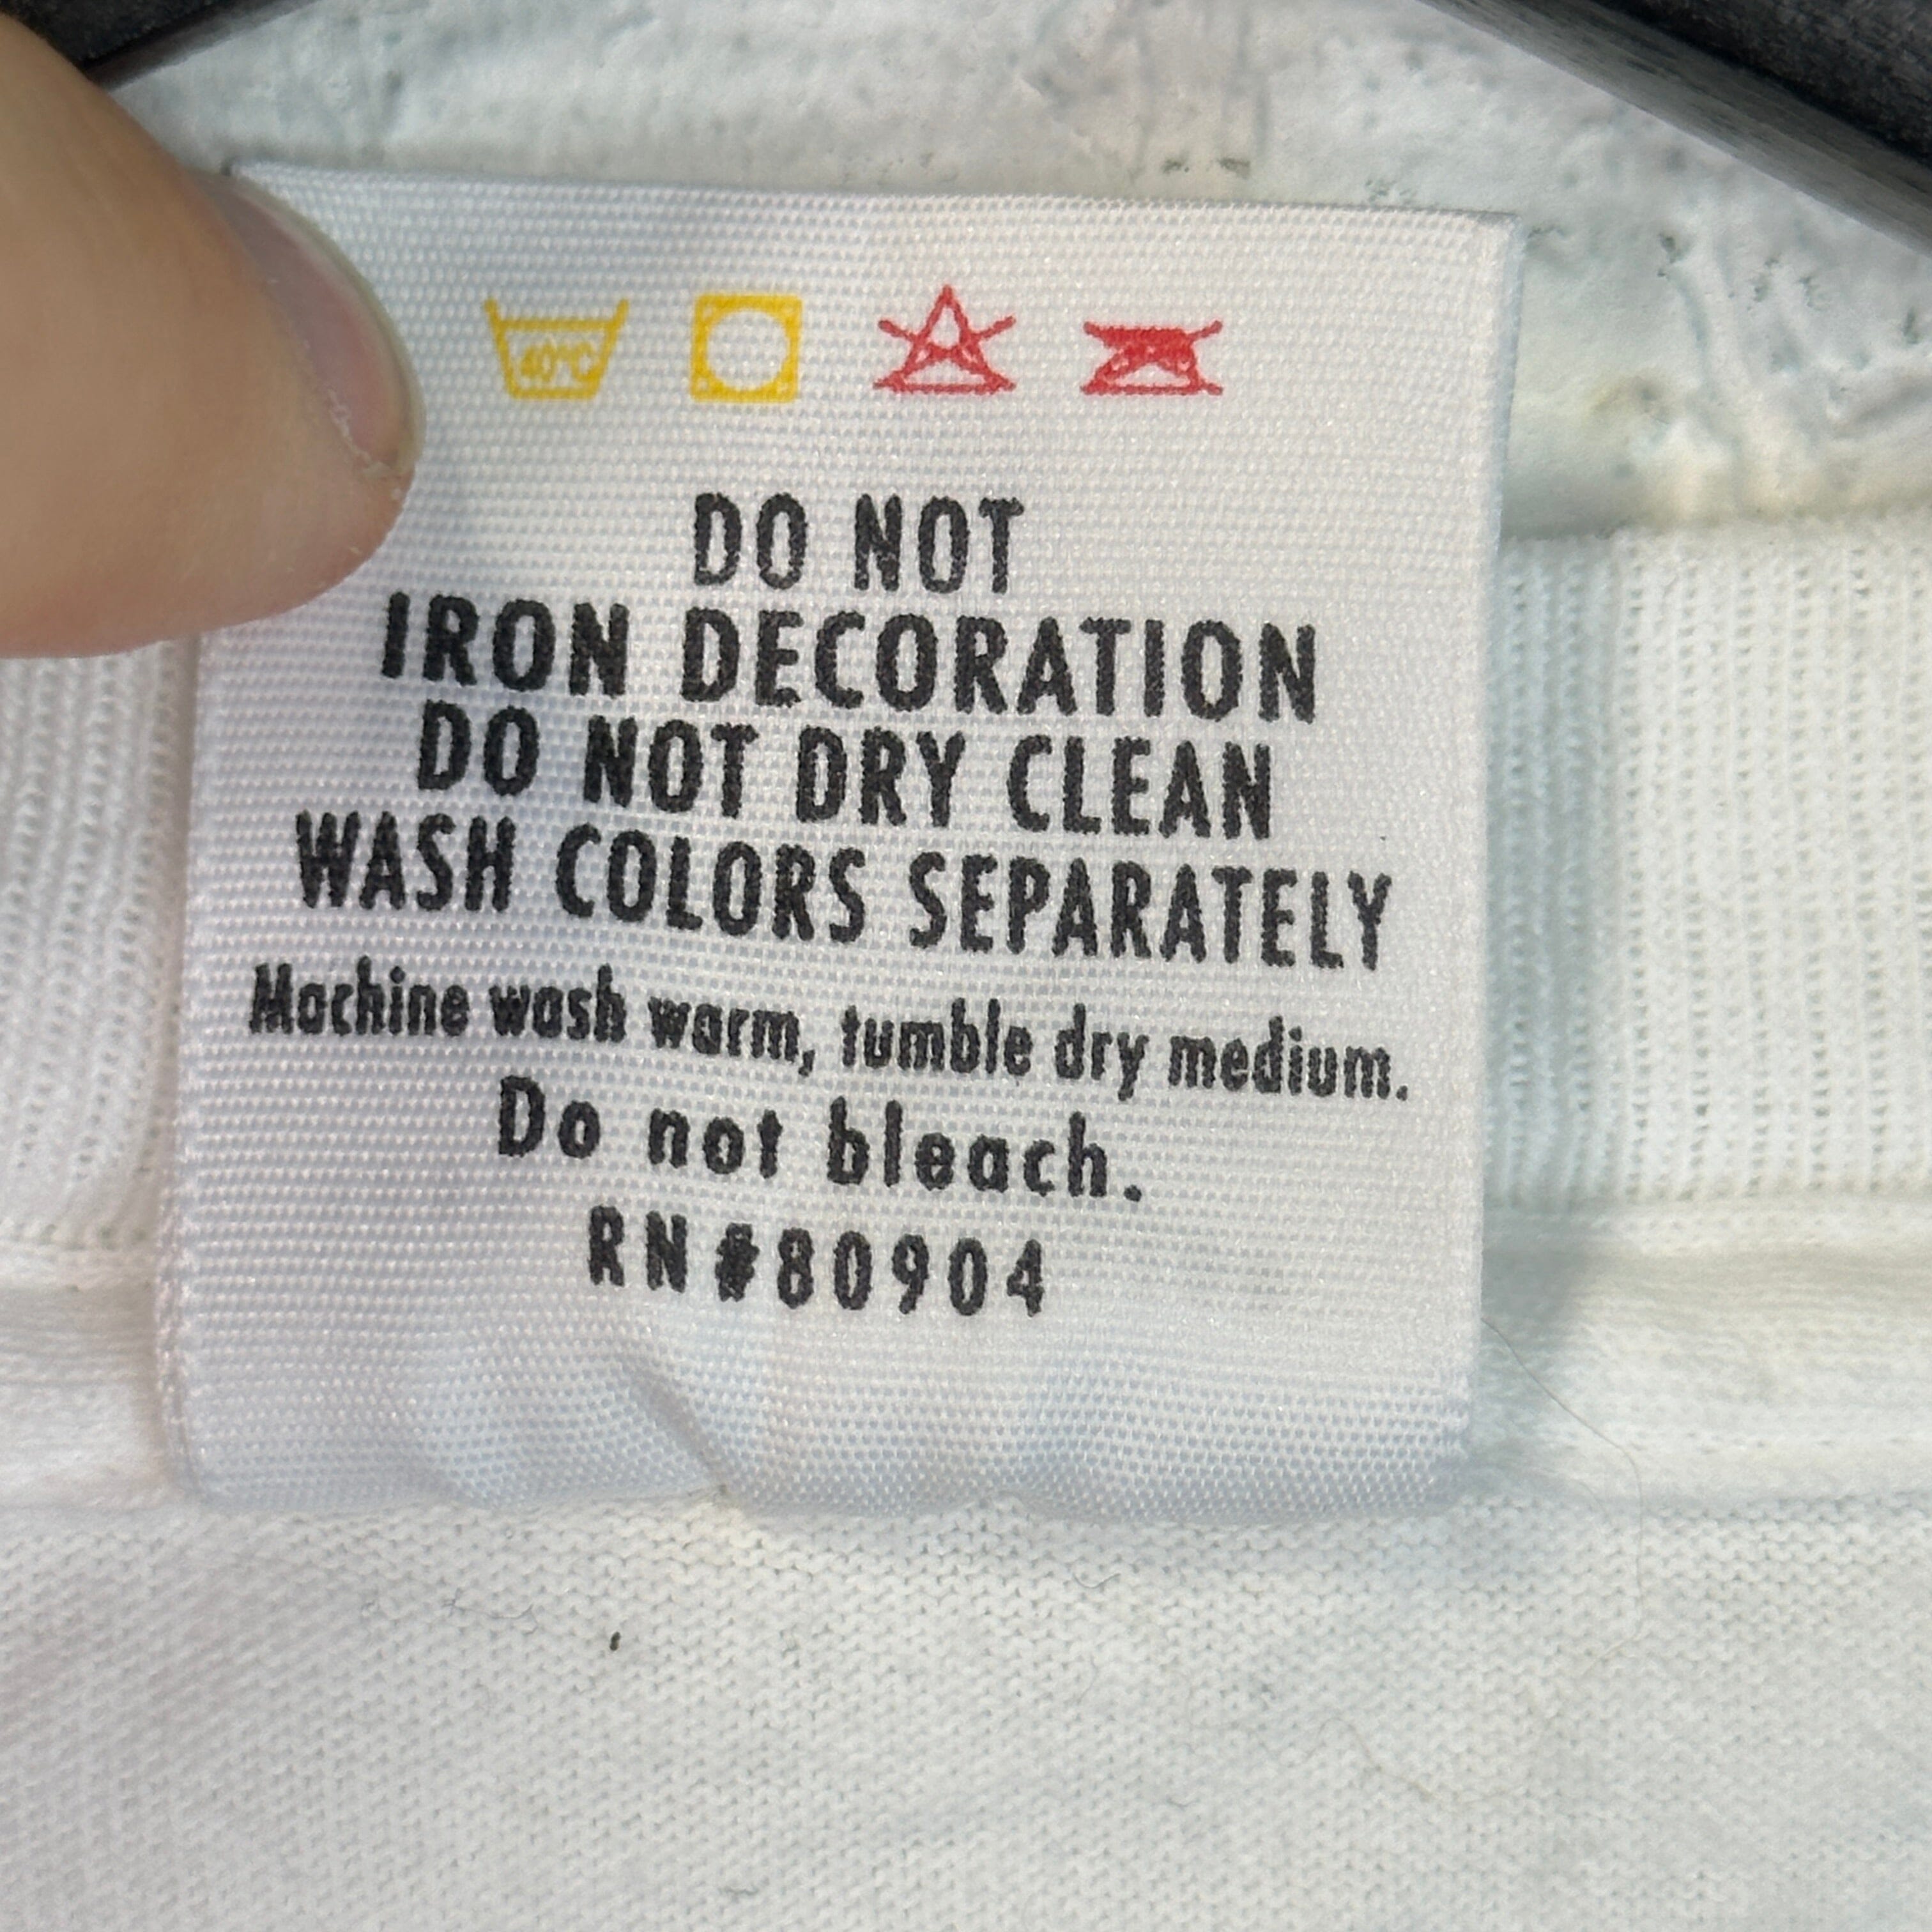 40°C
DO NOT
IRON DECORATION
DO NOT DRY CLEAN
WASH COLORS SEPARATELY
Machine wash warm, tumble dry medium.
Do not bleach.
RN#80904